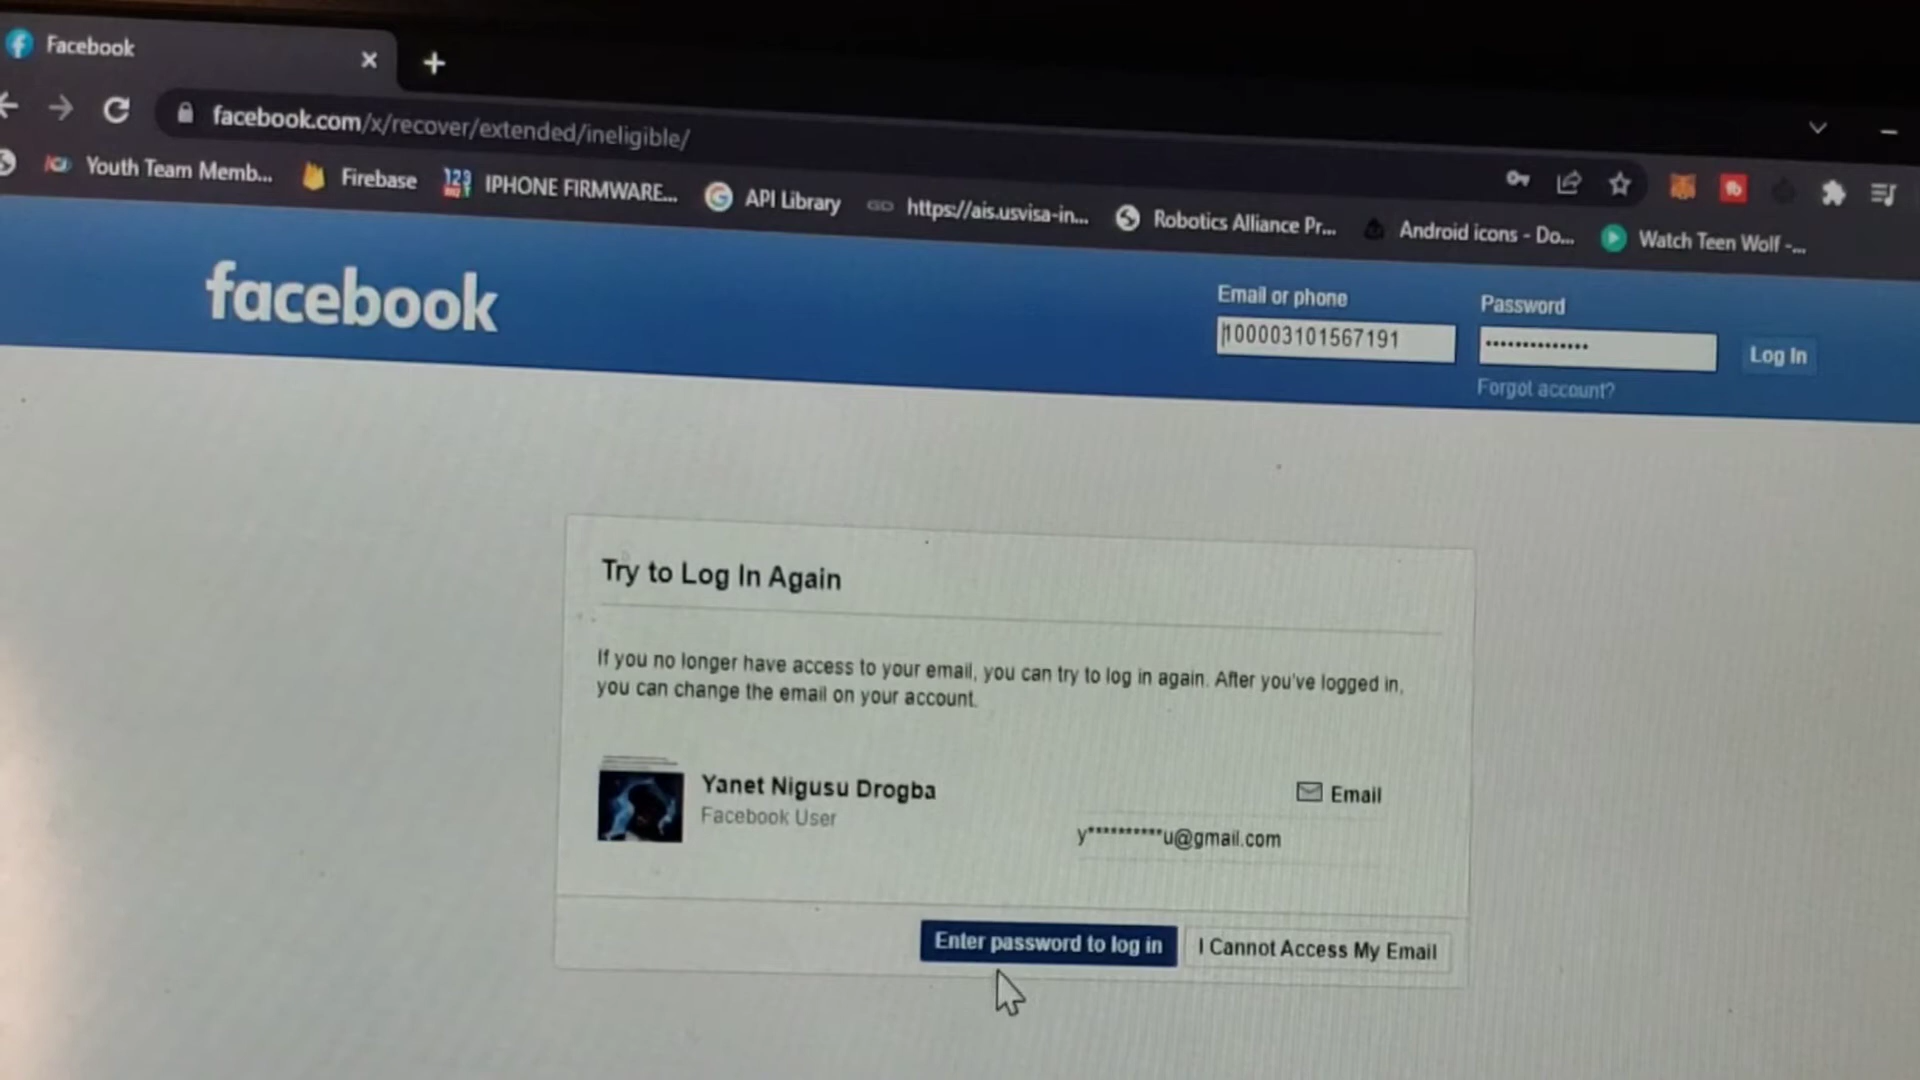 Facebook
facebook.com/x/recover/extended/ineligible/
Youth Team Memb... Firebase IPHONE FIRMWARE... API Library https://ais.usvisa-in... Robotics Alliance Pr... Android icons - Do... Watch Teen Wolf -...
facebook
Email or phone Password
100003101567191 •••••••••••••• Log In
Forgot account?
Try to Log In Again
If you no longer have access to your email, you can try to log in again. After you've logged in,
you can change the email on your account.
Yanet Nigusu Drogba
Facebook User
Email
y**********u@gmail.com
Enter password to log in I Cannot Access My Email